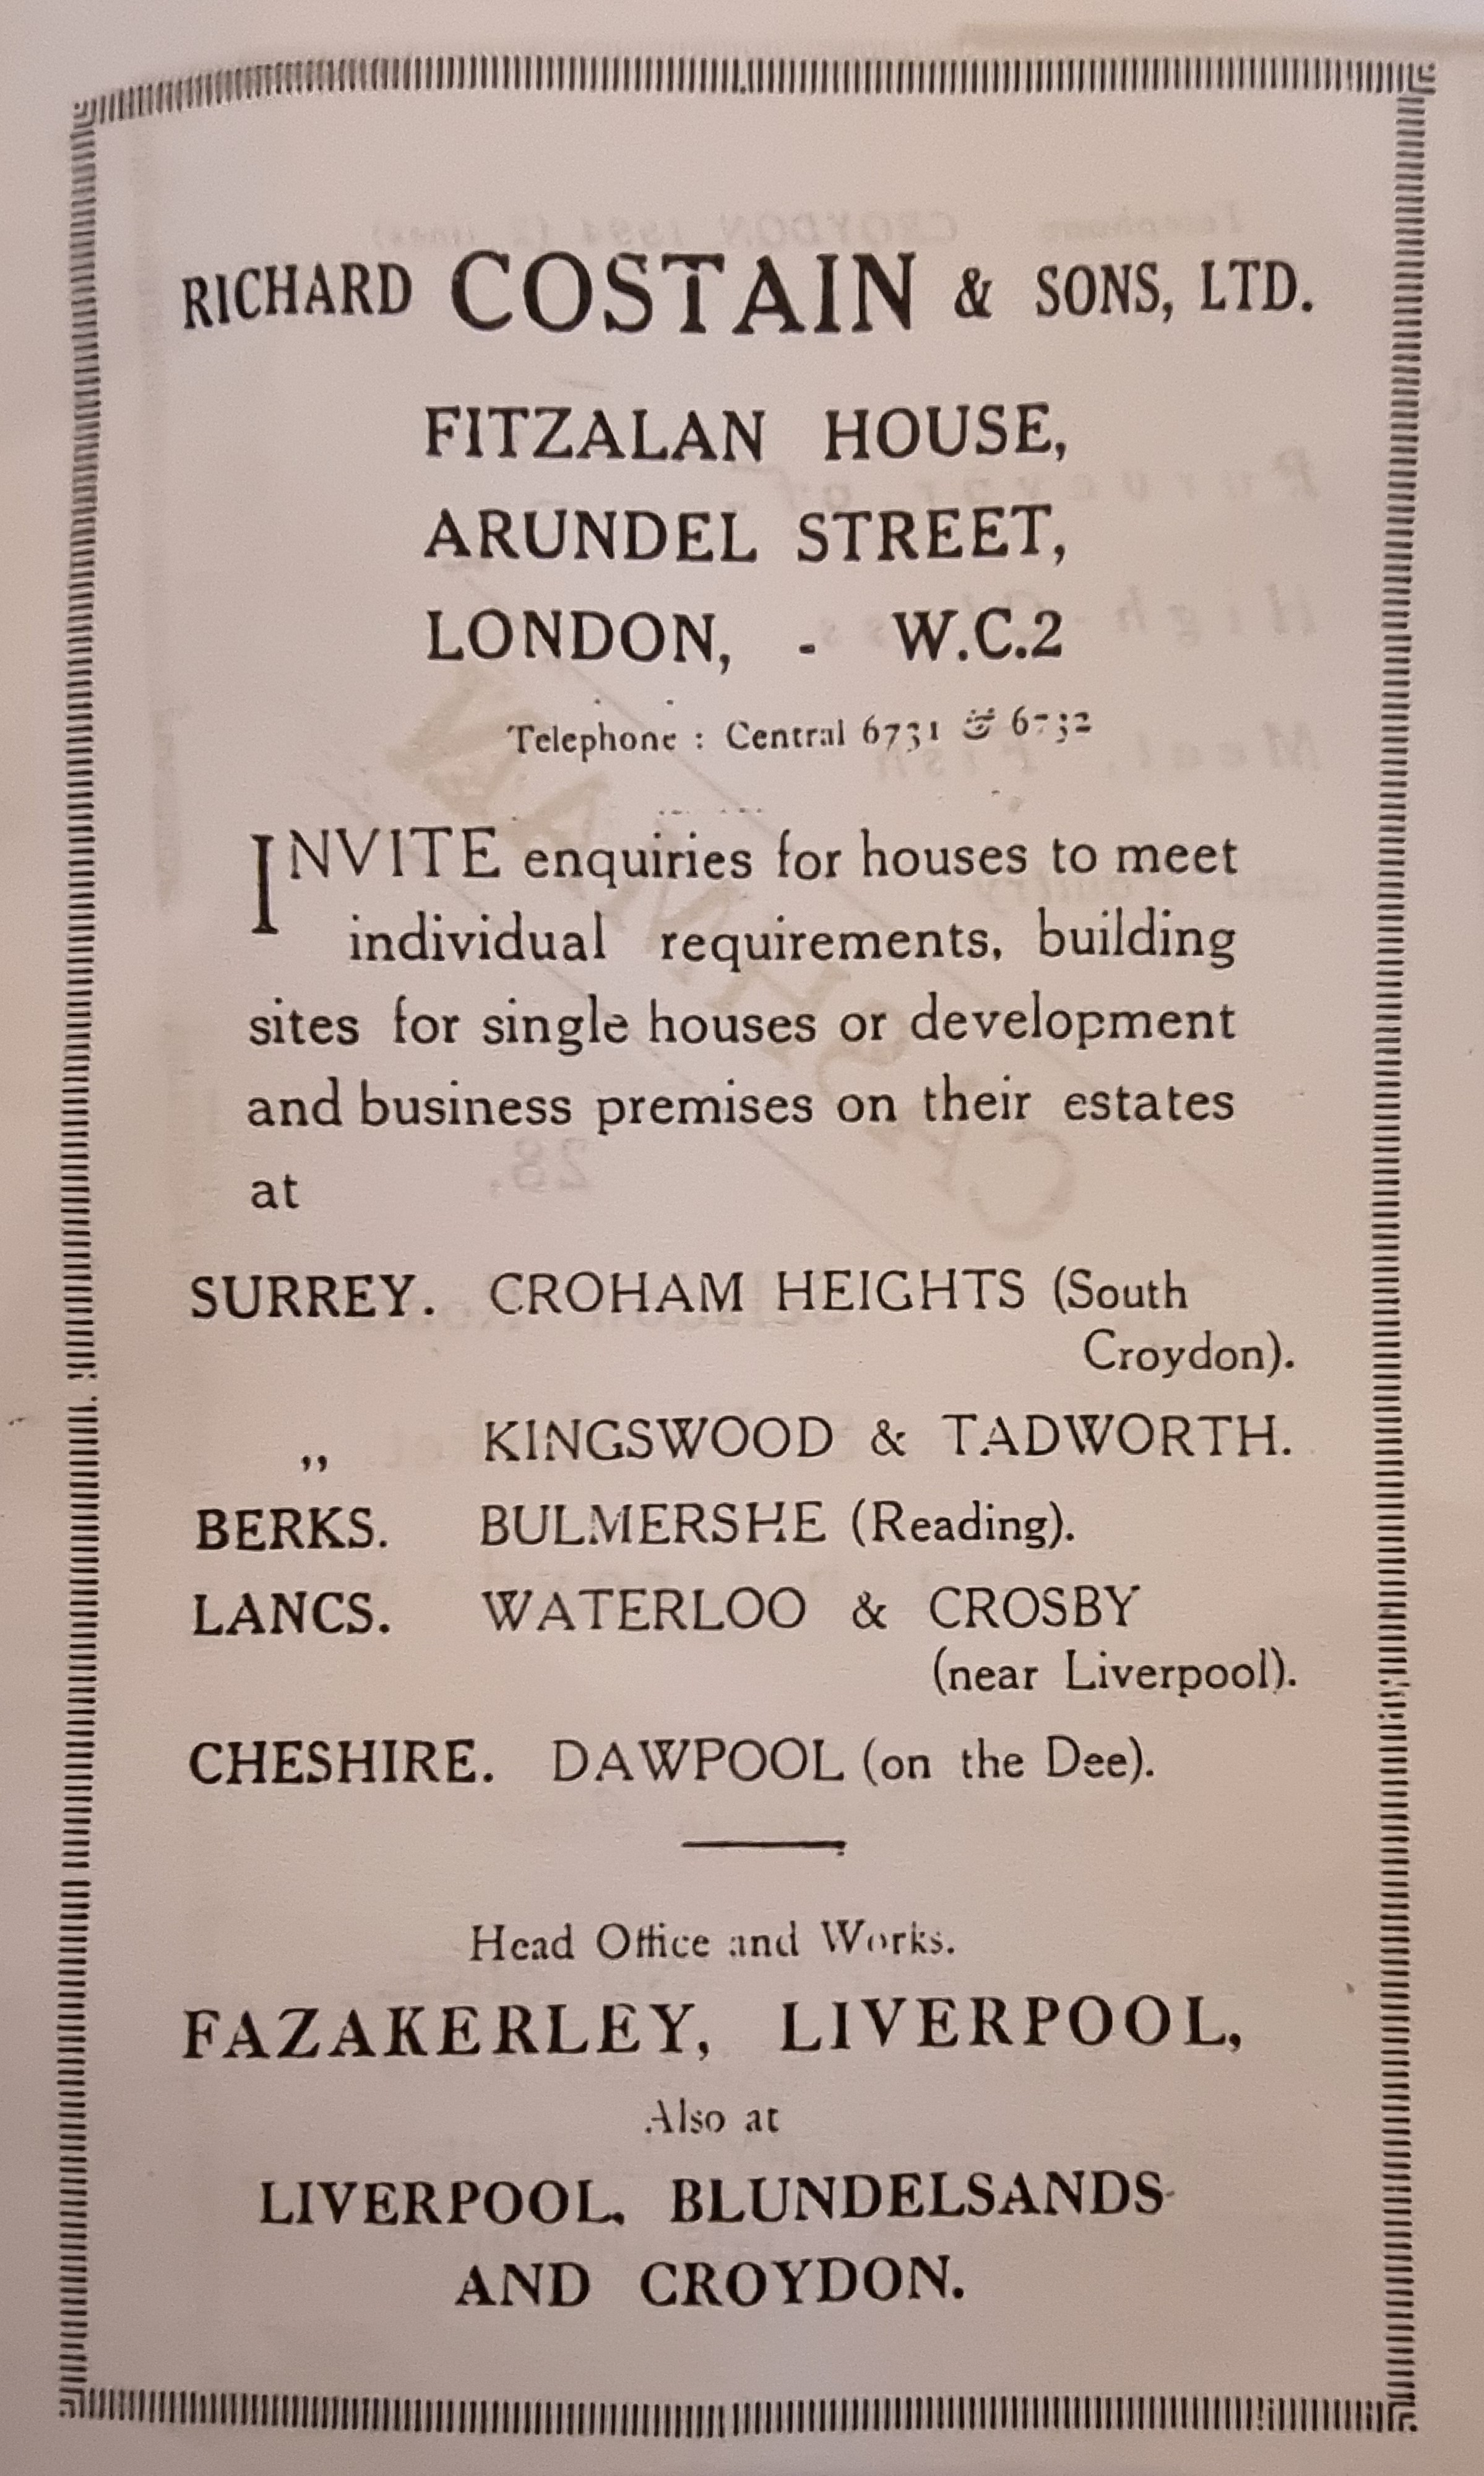 RICHARD COSTAIN & SONS, LTD.
FITZALAN HOUSE,
ARUNDEL STREET,
LONDON, - W.C.2
Telephone : Central 6731 & 6732
INVITE enquiries for houses to meet
individual requirements, building
sites for single houses or development
and business premises on their estates
at
SURREY. CROHAM HEIGHTS (South
Croydon).
„ KINGSWOOD & TADWORTH.
BERKS. BULMERSHE (Reading).
LANCS. WATERLOO & CROSBY
(near Liverpool).
CHESHIRE. DAWPOOL (on the Dee).
Head Office and Works.
FAZAKERLEY, LIVERPOOL,
Also at
LIVERPOOL, BLUNDELSANDS
AND CROYDON.